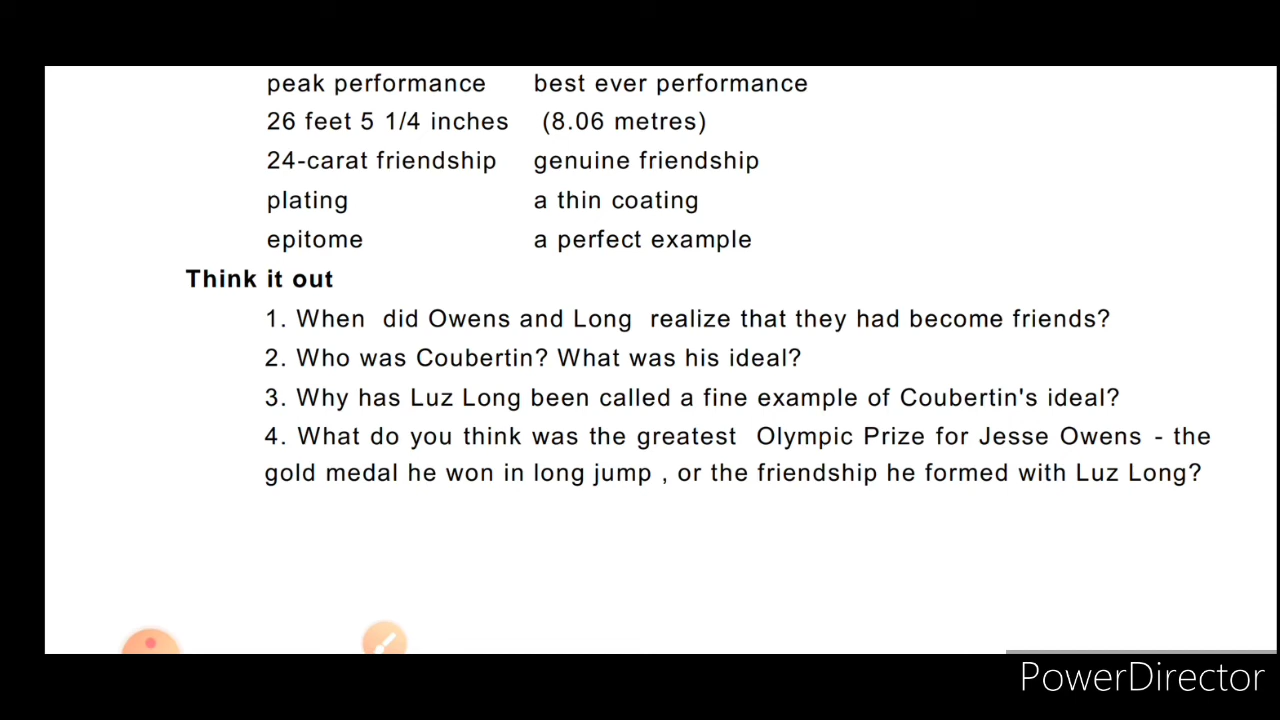 peak performance best ever performance
26 feet 5 1/4 inches (8.06 metres)
24-carat friendship genuine friendship
plating a thin coating
epitome a perfect example
Think it out
1. When did Owens and Long realize that they had become friends?
2. Who was Coubertin? What was his ideal?
3. Why has Luz Long been called a fine example of Coubertin's ideal?
4. What do you think was the greatest Olympic Prize for Jesse Owens - the
gold medal he won in long jump , or the friendship he formed with Luz Long?
PowerDirector